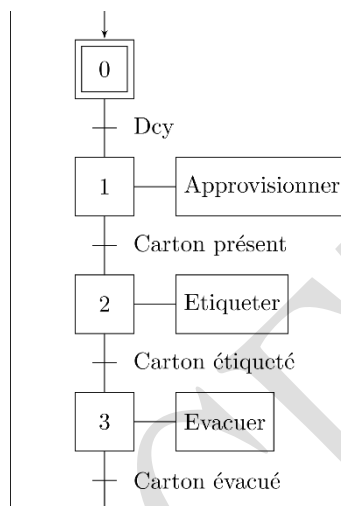 0
Dcy
1 Approvisionner
Carton présent
2 Etiqueter
Carton étiqueté
3 Evacuer
Carton évacué